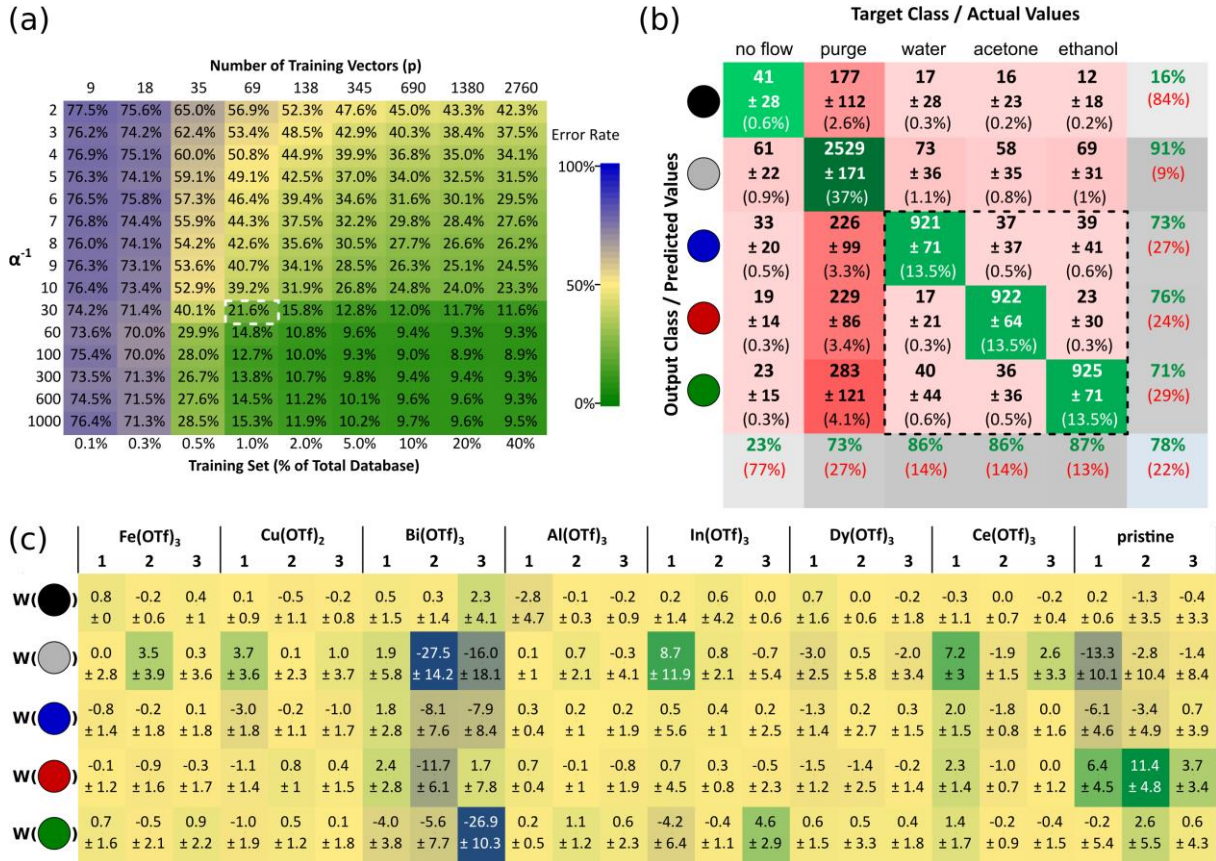 (a)
Number of Training Vectors (p)
9 18 35 69 138 345 690 1380 2760
2 77.5% 75.6% 65.0% 56.9% 52.3% 47.6% 45.0% 43.3% 42.3%
3 76.2% 74.2% 62.4% 53.4% 48.5% 42.9% 40.3% 38.4% 37.5%
4 76.9% 75.1% 60.0% 50.8% 44.9% 39.9% 36.8% 35.0% 34.1%
5 76.3% 74.1% 59.1% 49.1% 42.5% 37.0% 34.0% 32.5% 31.2%
6 76.5% 75.8% 57.3% 46.4% 39.4% 34.6% 31.6% 30.1% 29.5%
7 76.8% 74.4% 55.9% 44.3% 37.5% 32.2% 29.8% 28.4% 27.6%
8 76.0% 74.1% 54.2% 42.6% 35.6% 30.5% 27.7% 26.6% 26.2%
9 76.3% 73.1% 53.6% 40.7% 34.1% 28.5% 26.3% 25.1% 24.5%
10 76.4% 73.4% 52.9% 39.2% 31.9% 26.8% 24.8% 24.0% 23.3%
30 74.2% 71.4% 40.1% 21.6% 15.8% 12.8% 12.0% 11.7% 11.6%
60 73.6% 70.0% 29.9% 14.8% 10.8% 9.6% 9.4% 9.3% 9.3%
100 75.4% 70.0% 28.0% 12.7% 10.0% 9.3% 9.0% 8.9% 8.9%
300 73.5% 71.3% 26.7% 13.8% 10.7% 9.8% 9.4% 9.4% 9.3%
600 74.5% 71.5% 27.6% 14.5% 11.2% 10.1% 9.6% 9.6% 9.3%
1000 76.4% 71.3% 28.5% 15.3% 11.9% 10.2% 9.7% 9.6% 9.5%
0.1% 0.3% 0.5% 1.0% 2.0% 5.0% 10% 20% 40%
Training Set (% of Total Database)
α⁻¹
Error Rate
100%
50%
0%
(b)
Target Class / Actual Values
no flow purge water acetone ethanol
Output Class / Predicted Values
41 177 17 16 12 16%
± 28 ± 112 ± 28 ± 23 ± 18 (84%)
(0.6%) (2.6%) (0.3%) (0.2%) (0.2%)
61 2529 73 58 69 91%
± 22 ± 171 ± 36 ± 35 ± 31 (9%)
(0.9%) (37%) (1.1%) (0.8%) (1%)
33 226 921 37 39 73%
± 20 ± 99 ± 71 ± 37 ± 41 (27%)
(0.5%) (3.3%) (13.5%) (0.5%) (0.6%)
19 229 17 922 23 76%
± 14 ± 86 ± 21 ± 64 ± 30 (24%)
(0.3%) (3.4%) (0.3%) (13.5%) (0.3%)
23 283 40 36 925 71%
± 15 ± 121 ± 44 ± 36 ± 71 (29%)
(0.3%) (4.1%) (0.6%) (0.5%) (13.5%)
23% 73% 86% 86% 87% 78%
(77%) (27%) (14%) (14%) (13%) (22%)
(c)
Fe(OTf)₃ Cu(OTf)₂ Bi(OTf)₃ Al(OTf)₃ In(OTf)₃ Dy(OTf)₃ Ce(OTf)₃ pristine
1 2 3 1 2 3 1 2 3 1 2 3 1 2 3 1 2 3 1 2 3 1 2 3
W( ) 0.8 -0.2 0.4 0.1 -0.5 -0.2 0.5 0.3 2.3 -2.8 -0.1 -0.2 0.2 0.6 0.0 0.7 0.0 -0.2 -0.3 0.0 -0.2 0.2 -1.3 -0.4
± 0 ± 0.6 ± 1 ± 0.9 ± 1.1 ± 0.8 ± 1.5 ± 1.4 ± 4.1 ± 4.7 ± 0.3 ± 0.9 ± 1.4 ± 4.2 ± 0.6 ± 1.6 ± 0.6 ± 1.8 ± 1.1 ± 0.7 ± 0.4 ± 0.6 ± 3.5 ± 3.3
W( ) 0.0 3.5 0.3 3.7 0.1 1.0 1.9 -27.5 -16.0 0.1 0.7 -0.3 8.7 0.8 -0.7 -3.0 0.5 -2.0 7.2 -1.9 2.6 -13.3 -2.8 -1.4
± 2.8 ± 3.9 ± 3.6 ± 3.6 ± 2.3 ± 3.7 ± 5.8 ± 14.2 ± 18.1 ± 1 ± 2.1 ± 4.1 ± 11.9 ± 2.1 ± 5.4 ± 2.5 ± 5.8 ± 3.4 ± 3 ± 1.5 ± 3.3 ± 10.1 ± 10.4 ± 8.4
W( ) -0.8 -0.2 0.1 -3.0 -0.2 -1.0 1.8 -8.1 -7.9 0.3 0.2 0.2 0.5 0.4 0.2 -1.3 0.2 0.3 2.0 -1.8 0.0 -6.1 -3.4 0.7
± 1.4 ± 1.8 ± 1.8 ± 1.8 ± 1.1 ± 1.7 ± 2.8 ± 7.6 ± 8.4 ± 0.4 ± 1 ± 1.9 ± 5.6 ± 1 ± 2.5 ± 1.4 ± 2.7 ± 1.5 ± 1.5 ± 0.8 ± 1.6 ± 4.6 ± 4.9 ± 3.9
W( ) -0.1 -0.9 -0.3 -1.1 0.8 0.4 2.4 -11.7 1.7 0.7 -0.1 -0.8 0.7 0.3 -0.5 -1.5 -1.4 -0.2 2.3 -1.0 0.0 6.4 11.4 3.7
± 1.2 ± 1.6 ± 1.7 ± 1.4 ± 1 ± 1.5 ± 2.8 ± 6.1 ± 7.8 ± 0.4 ± 1 ± 1.9 ± 4.5 ± 0.8 ± 2.3 ± 1.2 ± 2.5 ± 1.4 ± 1.4 ± 0.7 ± 1.2 ± 4.5 ± 4.8 ± 3.4
W( ) 0.7 -0.5 0.9 -1.0 0.5 0.1 -4.0 -5.6 -26.9 0.2 1.1 0.6 -4.2 -0.4 4.6 0.6 0.5 0.4 1.4 -0.2 -0.4 -0.2 2.6 0.6
± 1.6 ± 2.1 ± 2.2 ± 1.9 ± 1.2 ± 1.8 ± 3.8 ± 7.7 ± 10.3 ± 0.5 ± 1.2 ± 2.3 ± 6.4 ± 1.1 ± 2.9 ± 1.5 ± 3.3 ± 1.8 ± 1.7 ± 0.9 ± 1.5 ± 5.4 ± 5.5 ± 4.3